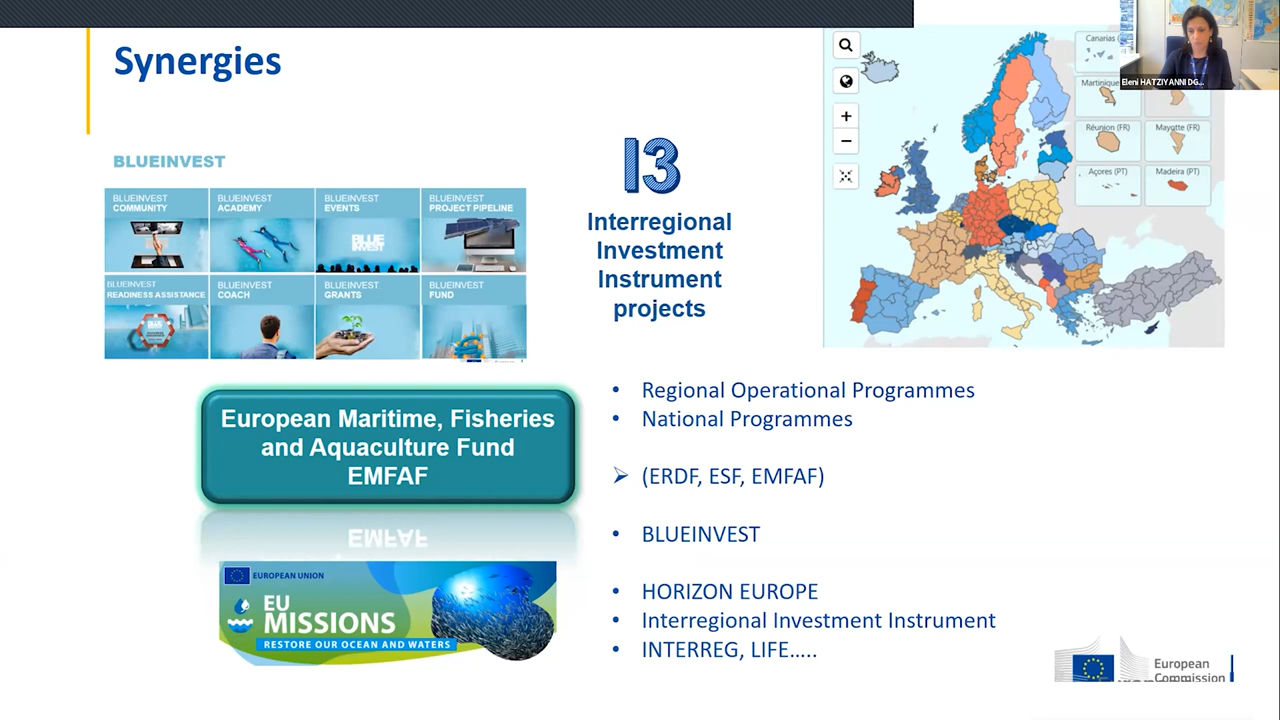 Synergies
BLUEINVEST
BLUEINVEST
COMMUNITY
BLUEINVEST
ACADEMY
BLUEINVEST
EVENTS
BLUEINVEST
PROJECT PIPELINE
BLUE
INVEST
BLUEINVEST
READINESS ASSISTANCE
BLUEINVEST
COACH
BLUEINVEST
GRANTS
BLUEINVEST
FUND
I3
Interregional
Investment
Instrument
projects
Canarias (
Martinique
Réunion (FR)
Mayotte (FR)
Açores (PT)
Madeira (PT)
Eleni HATZIYANNI DG...
European Maritime, Fisheries
and Aquaculture Fund
EMFAF
EUROPEAN UNION
EU
MISSIONS
RESTORE OUR OCEAN AND WATERS
• Regional Operational Programmes
• National Programmes
➢ (ERDF, ESF, EMFAF)
• BLUEINVEST
• HORIZON EUROPE
• Interregional Investment Instrument
• INTERREG, LIFE.....
European
Commission